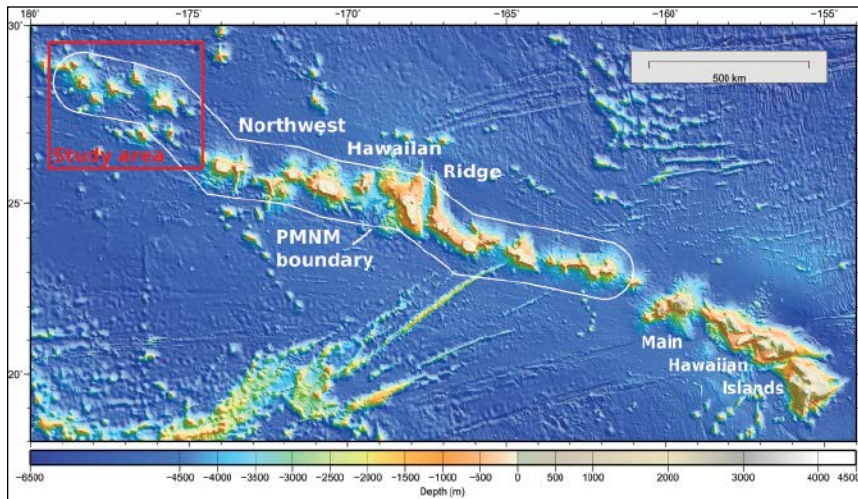 −180° −175° −170° −165° −160° −155°
30°
25°
20°
500 km
Northwest
Hawaiian
Ridge
Study area
PMNM
boundary
Main
Hawaiian
Islands
−6500 −4500 −4000 −3500 −3000 −2500 −2000 −1500 −1000 −500 0 500 1000 2000 3000 4000 4500
Depth (m)